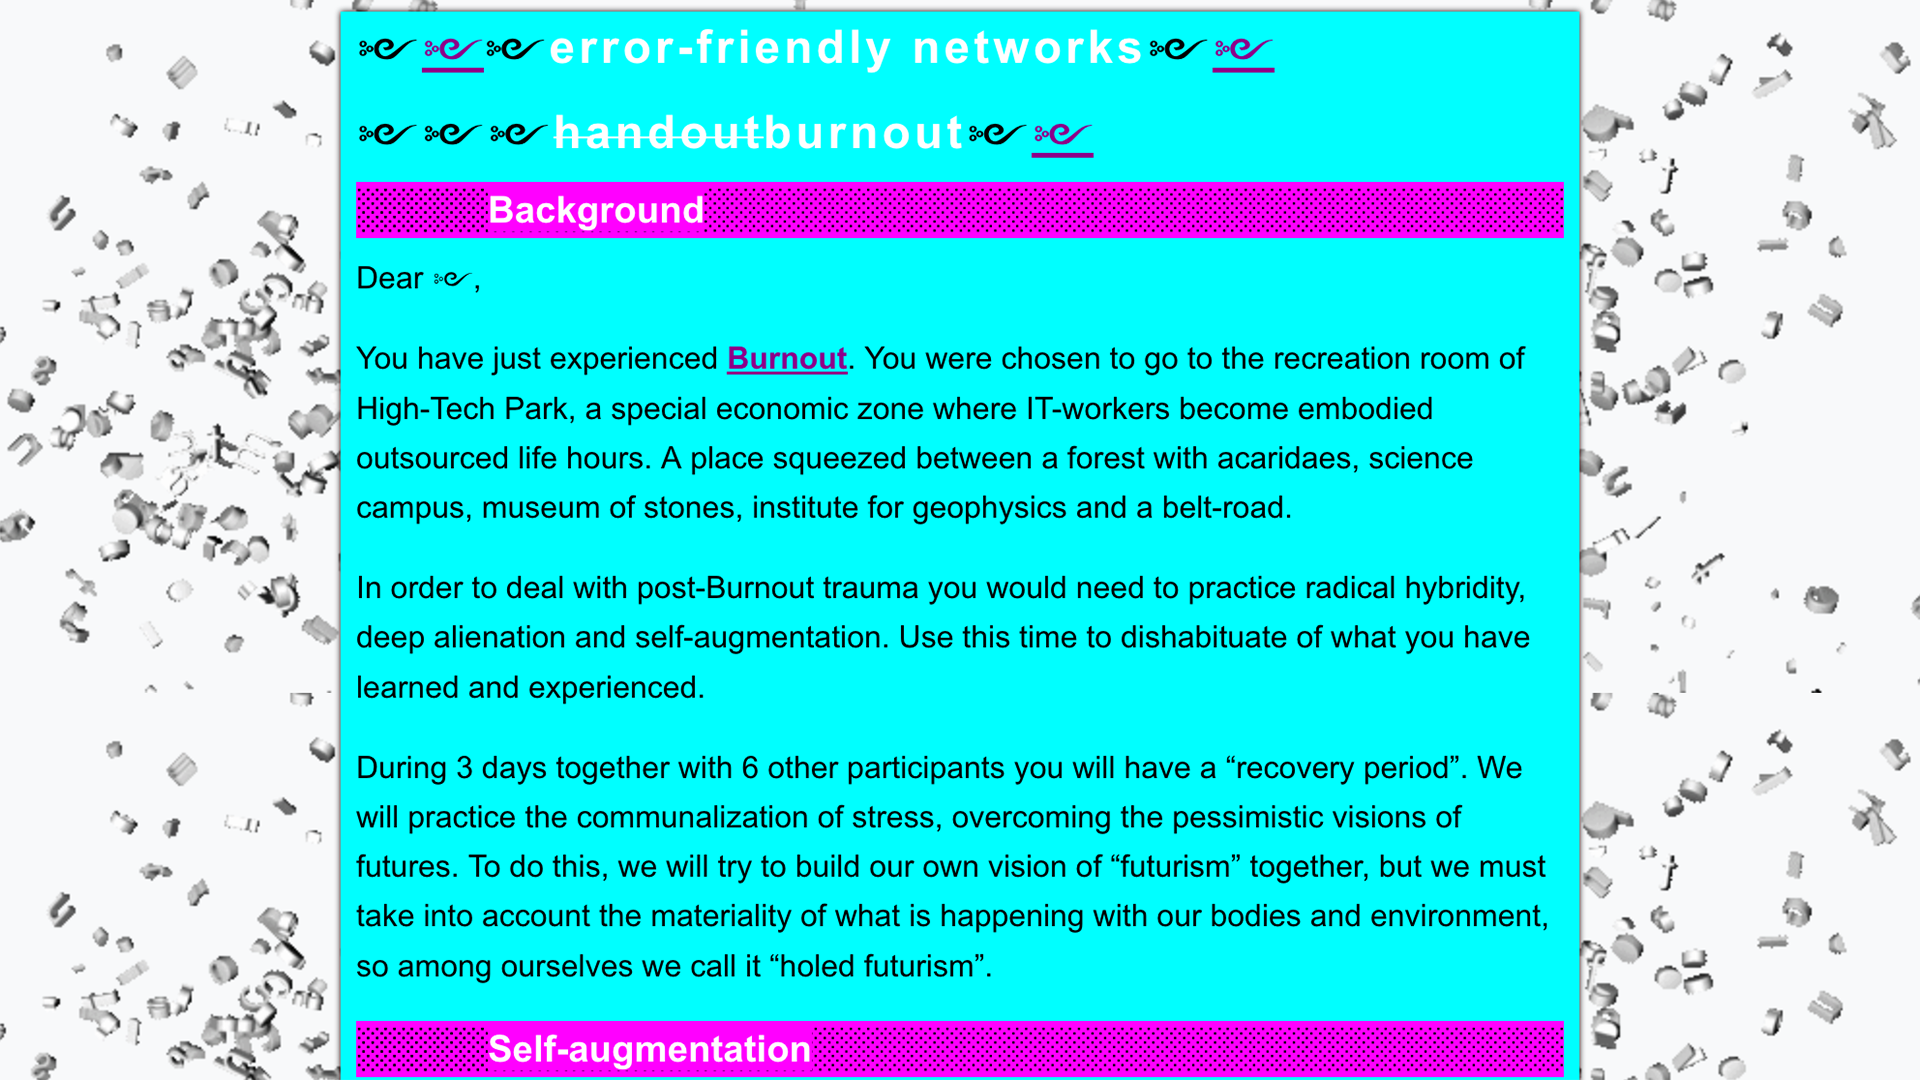 error-friendly networks
handoutburnout
Background
Dear ,
You have just experienced Burnout. You were chosen to go to the recreation room of
High-Tech Park, a special economic zone where IT-workers become embodied
outsourced life hours. A place squeezed between a forest with acaridaes, science
campus, museum of stones, institute for geophysics and a belt-road.
In order to deal with post-Burnout trauma you would need to practice radical hybridity,
deep alienation and self-augmentation. Use this time to dishabituate of what you have
learned and experienced.
During 3 days together with 6 other participants you will have a “recovery period”. We
will practice the communalization of stress, overcoming the pessimistic visions of
futures. To do this, we will try to build our own vision of “futurism” together, but we must
take into account the materiality of what is happening with our bodies and environment,
so among ourselves we call it “holed futurism”.
Self-augmentation